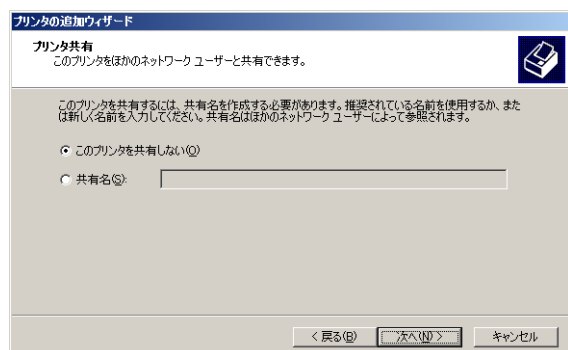 プリンタの追加ウィザード
プリンタ共有
このプリンタをほかのネットワーク ユーザーと共有できます。
このプリンタを共有するには、共有名を作成する必要があります。推奨されている名前を使用するか、また
は新しく名前を入力してください。共有名はほかのネットワーク ユーザーによって参照されます。
このプリンタを共有しない(O)
共有名(S):
< 戻る(B) 次へ(N) > キャンセル